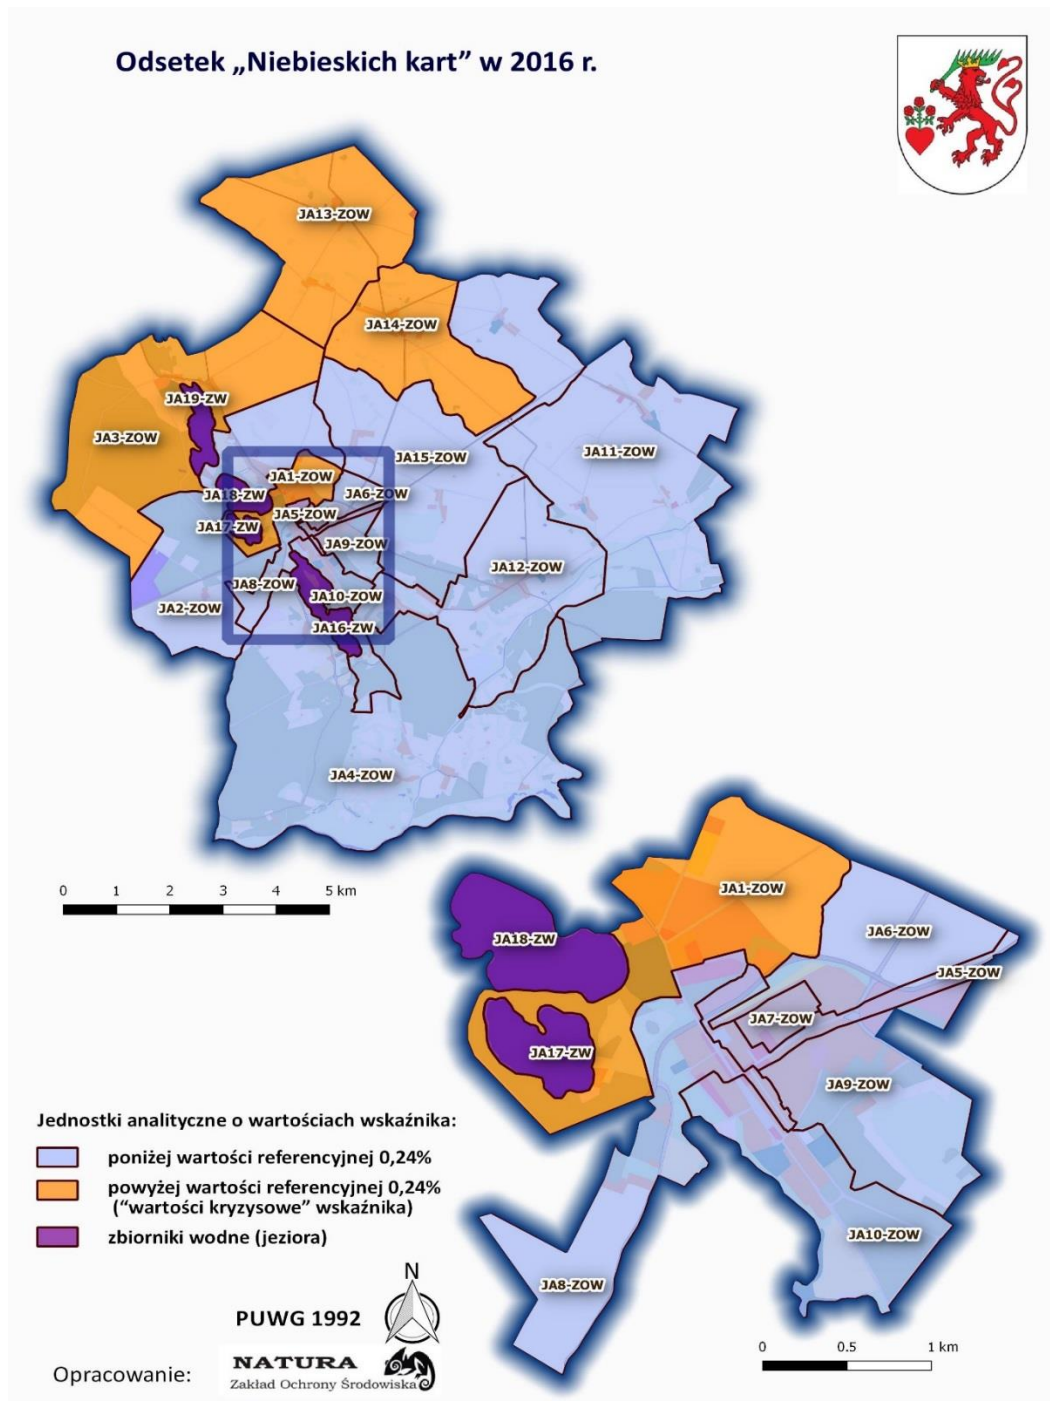 Odsetek „Niebieskich kart” w 2016 r.
JA13-ZOW
JA14-ZOW
JA19-ZW
JA3-ZOW
JA15-ZOW
JA11-ZOW
JA1-ZOW
JA18-ZW
JA6-ZOW
JA5-ZOW
JA17-ZW
JA9-ZOW
JA12-ZOW
JA8-ZOW
JA10-ZOW
JA2-ZOW
JA16-ZW
JA4-ZOW
0 1 2 3 4 5 km
JA1-ZOW
JA18-ZW
JA6-ZOW
JA5-ZOW
JA7-ZOW
JA17-ZW
JA9-ZOW
JA10-ZOW
JA8-ZOW
Jednostki analityczne o wartościach wskaźnika:
poniżej wartości referencyjnej 0,24%
powyżej wartości referencyjnej 0,24%
(“wartości kryzysowe” wskaźnika)
zbiorniki wodne (jeziora)
N
PUWG 1992
0 0.5 1 km
Opracowanie:
NATURA
Zakład Ochrony Środowiska